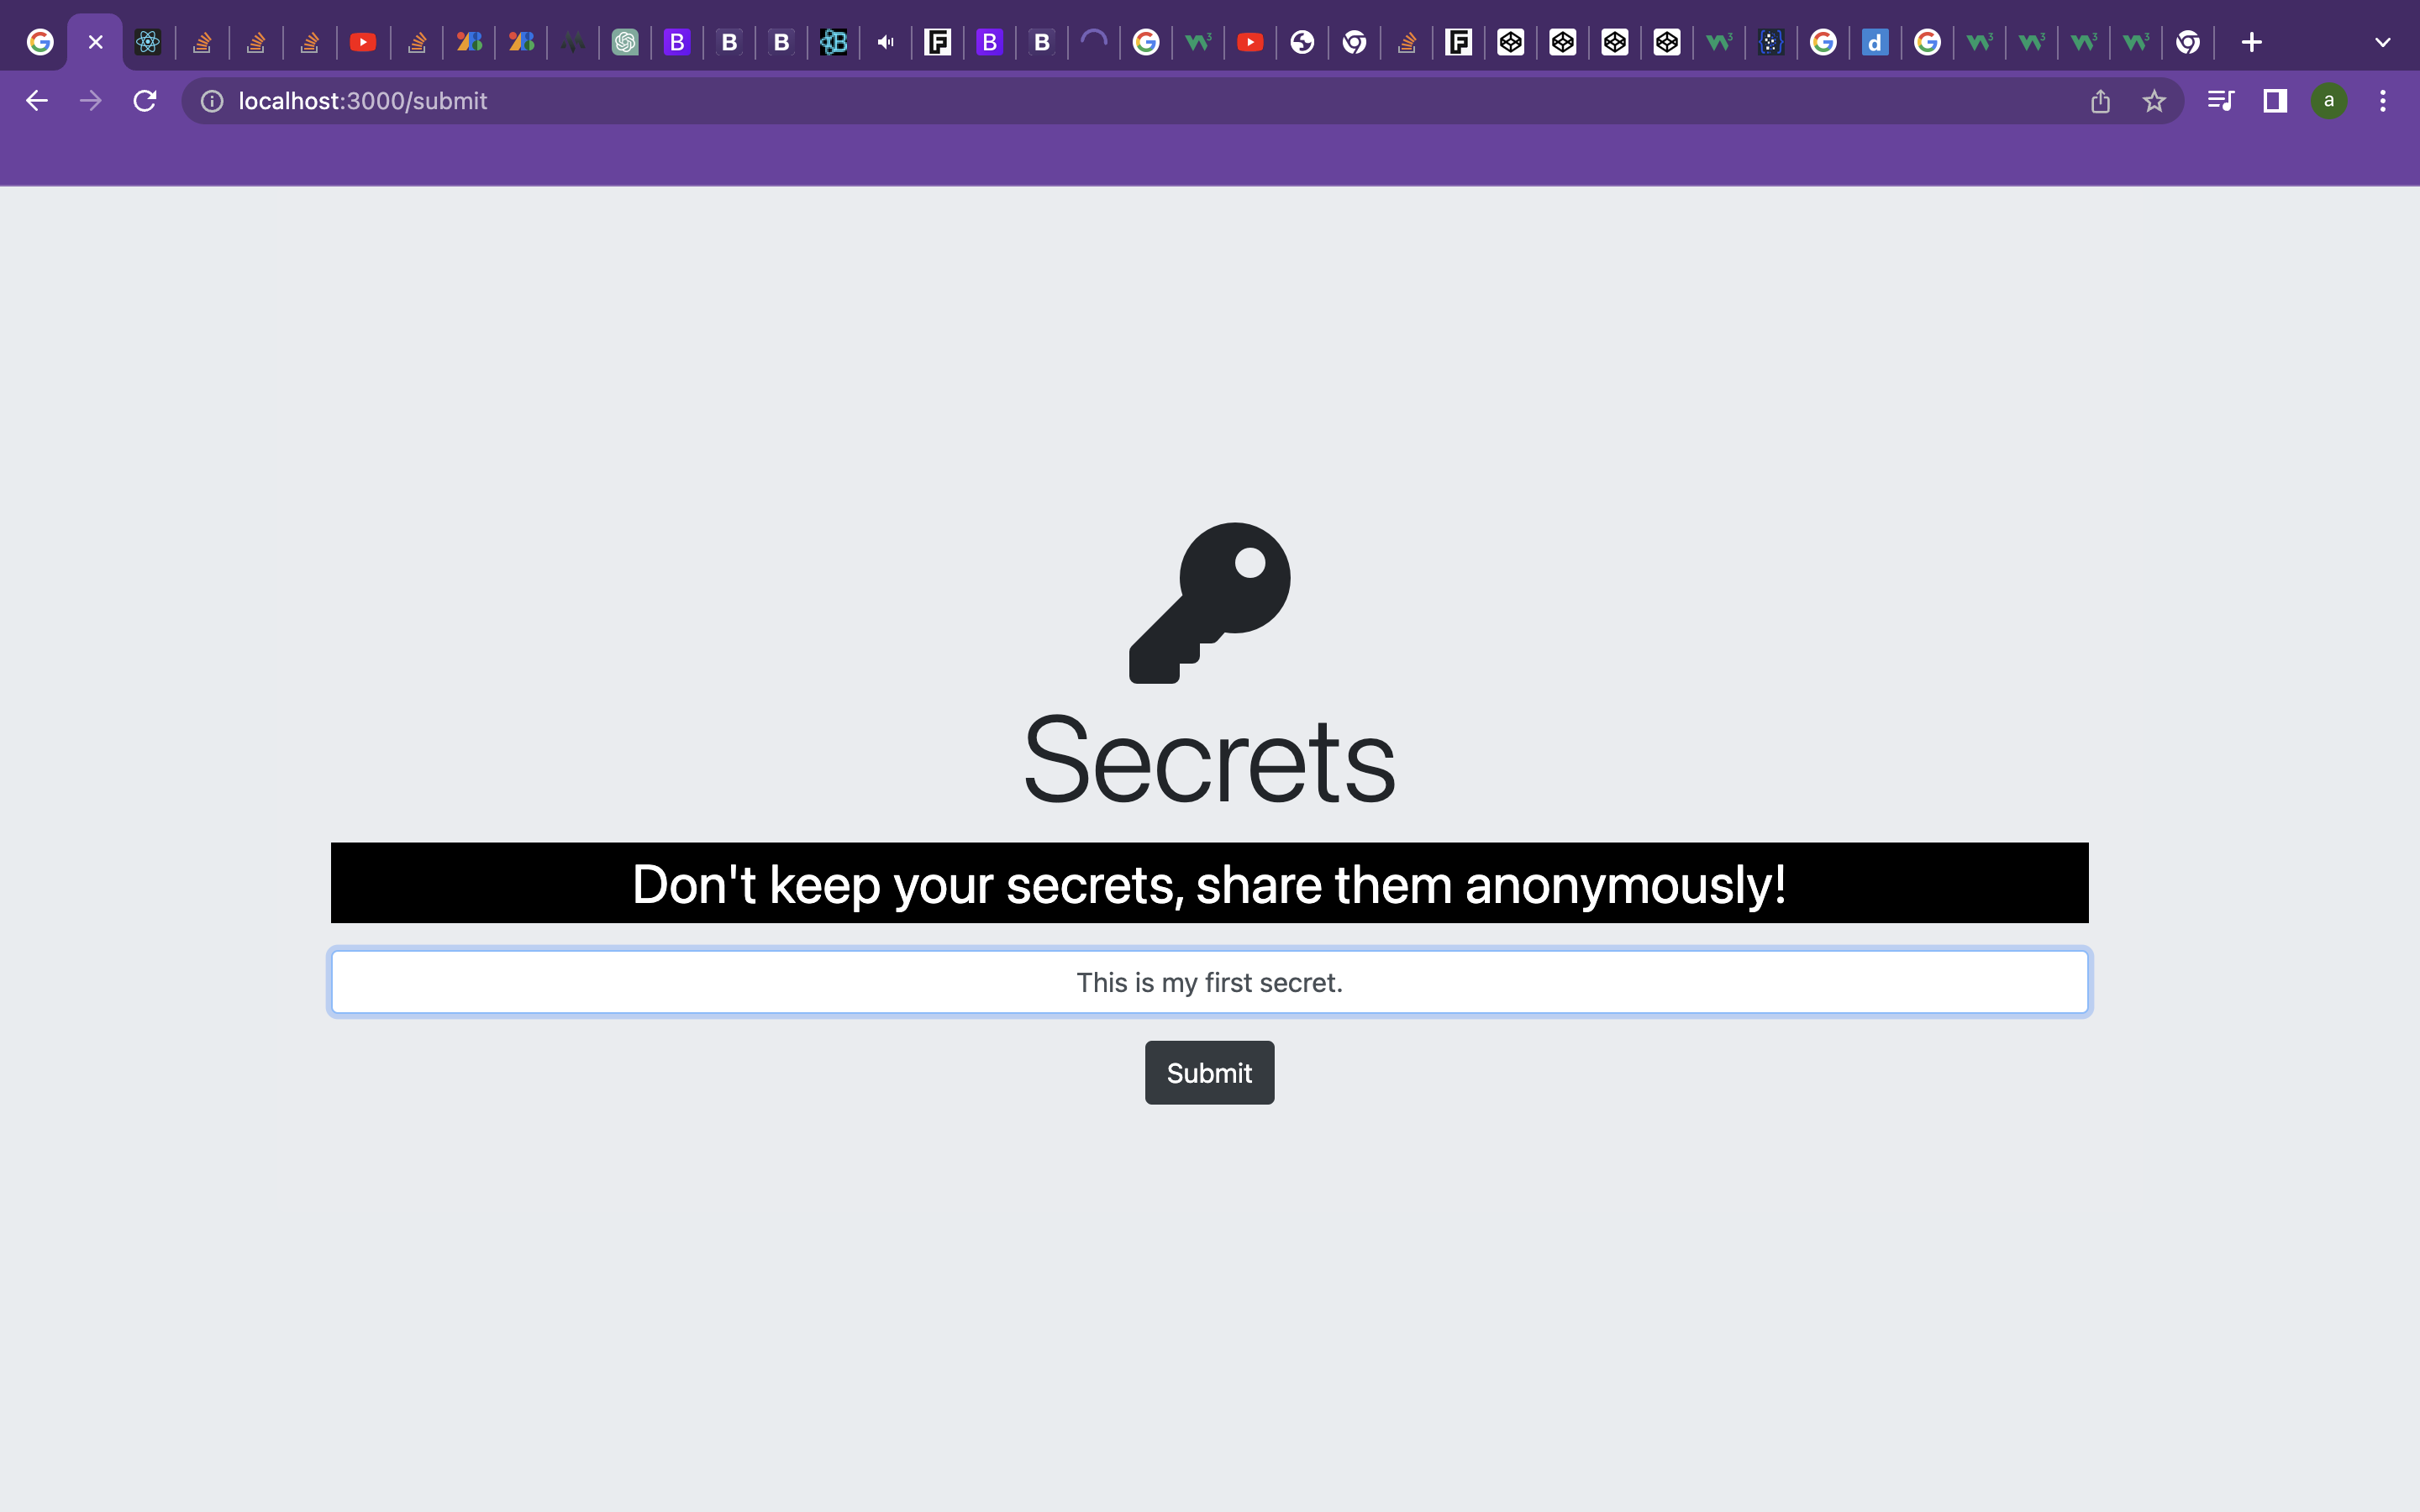 localhost:3000/submit
a
Secrets
Don't keep your secrets, share them anonymously!
This is my first secret.
Submit